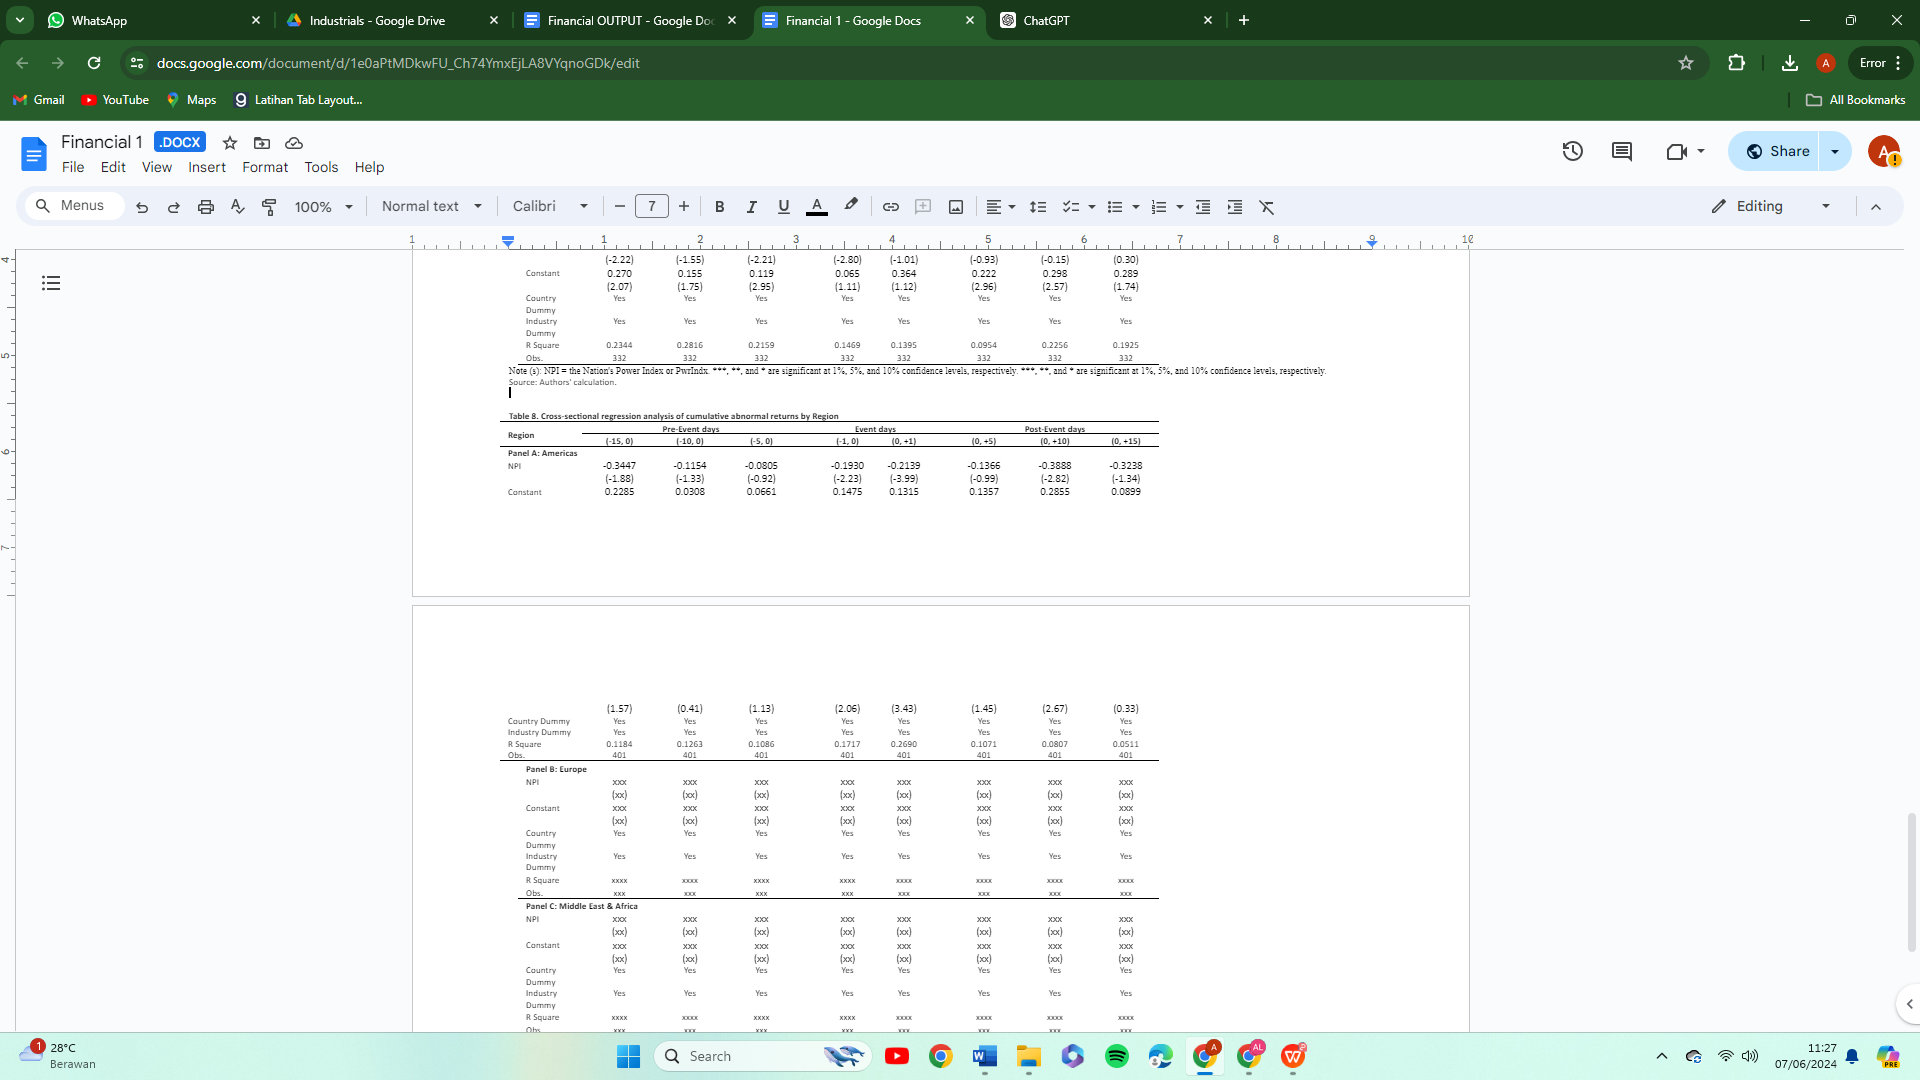 WhatsApp Industrials - Google Drive Financial OUTPUT - Google Doc Financial 1 - Google Docs ChatGPT
docs.google.com/document/d/1e0aPtMDkwFU_Ch74YmxEjLA8VYqnoGDk/edit A Error
Gmail YouTube Maps Latihan Tab Layout... All Bookmarks
Financial 1 .DOCX
File Edit View Insert Format Tools Help
Share A
Menus 100% Normal text Calibri 7 B I U A Editing
1 1 2 3 4 5 6 7 8 9 10
(-2.22) (-1.55) (-2.21) (-2.80) (-1.01) (-0.93) (-0.15) (0.30)
Constant 0.270 0.155 0.119 0.065 0.364 0.222 0.298 0.289
(2.07) (1.75) (2.95) (1.11) (1.12) (2.96) (2.57) (1.74)
Country Yes Yes Yes Yes Yes Yes Yes Yes
Dummy
Industry Yes Yes Yes Yes Yes Yes Yes Yes
Dummy
R Square 0.2344 0.2816 0.2159 0.1469 0.1395 0.0954 0.2256 0.1925
Obs. 332 332 332 332 332 332 332 332
Note (s): NPI = the Nation's Power Index or PwrIndx. ***, **, and * are significant at 1%, 5%, and 10% confidence levels, respectively. ***, **, and * are significant at 1%, 5%, and 10% confidence levels, respectively.
Source: Authors' calculation.
Table 8. Cross-sectional regression analysis of cumulative abnormal returns by Region
Region Pre-Event days Event days Post-Event days
(-15, 0) (-10, 0) (-5, 0) (-1, 0) (0, +1) (0, +5) (0, +10) (0, +15)
Panel A: Americas
NPI -0.3447 -0.1154 -0.0805 -0.1930 -0.2139 -0.1366 -0.3888 -0.3238
(-1.88) (-1.33) (-0.92) (-2.23) (-3.99) (-0.99) (-2.82) (-1.34)
Constant 0.2285 0.0308 0.0661 0.1475 0.1315 0.1357 0.2855 0.0899
(1.57) (0.41) (1.13) (2.06) (3.43) (1.45) (2.67) (0.33)
Country Dummy Yes Yes Yes Yes Yes Yes Yes Yes
Industry Dummy Yes Yes Yes Yes Yes Yes Yes Yes
R Square 0.1184 0.1263 0.1086 0.1717 0.2690 0.1071 0.0807 0.0511
Obs. 401 401 401 401 401 401 401 401
Panel B: Europe
NPI xxx xxx xxx xxx xxx xxx xxx xxx
(xx) (xx) (xx) (xx) (xx) (xx) (xx) (xx)
Constant xxx xxx xxx xxx xxx xxx xxx xxx
(xx) (xx) (xx) (xx) (xx) (xx) (xx) (xx)
Country Yes Yes Yes Yes Yes Yes Yes Yes
Dummy
Industry Yes Yes Yes Yes Yes Yes Yes Yes
Dummy
R Square xxxx xxxx xxxx xxxx xxxx xxxx xxxx xxxx
Obs. xxx xxx xxx xxx xxx xxx xxx xxx
Panel C: Middle East & Africa
NPI xxx xxx xxx xxx xxx xxx xxx xxx
(xx) (xx) (xx) (xx) (xx) (xx) (xx) (xx)
Constant xxx xxx xxx xxx xxx xxx xxx xxx
(xx) (xx) (xx) (xx) (xx) (xx) (xx) (xx)
Country Yes Yes Yes Yes Yes Yes Yes Yes
Dummy
Industry Yes Yes Yes Yes Yes Yes Yes Yes
Dummy
R Square xxxx xxxx xxxx xxxx xxxx xxxx xxxx xxxx
Obs. xxx xxx xxx xxx xxx xxx xxx xxx
4
5
6
7
1 28°C
Berawan
Search
A AL
11:27
07/06/2024
PRE